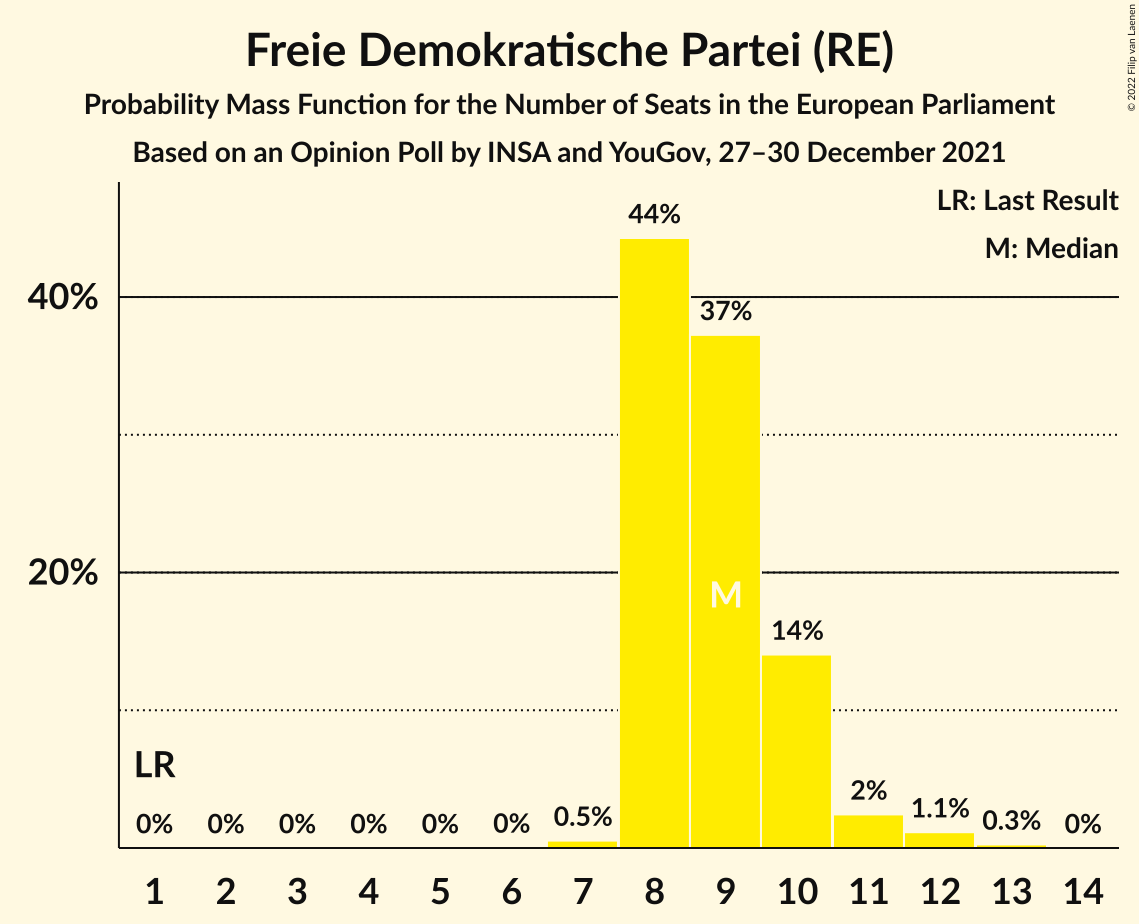 Freie Demokratische Partei (RE)
Probability Mass Function for the Number of Seats in the European Parliament
Based on an Opinion Poll by INSA and YouGov, 27–30 December 2021
© 2022 Filip van Laenen
LR: Last Result
M: Median
44%
40%
37%
20%
M
14%
LR
0% 0% 0% 0% 0% 0% 0.5% 2% 1.1% 0.3% 0%
1 2 3 4 5 6 7 8 9 10 11 12 13 14